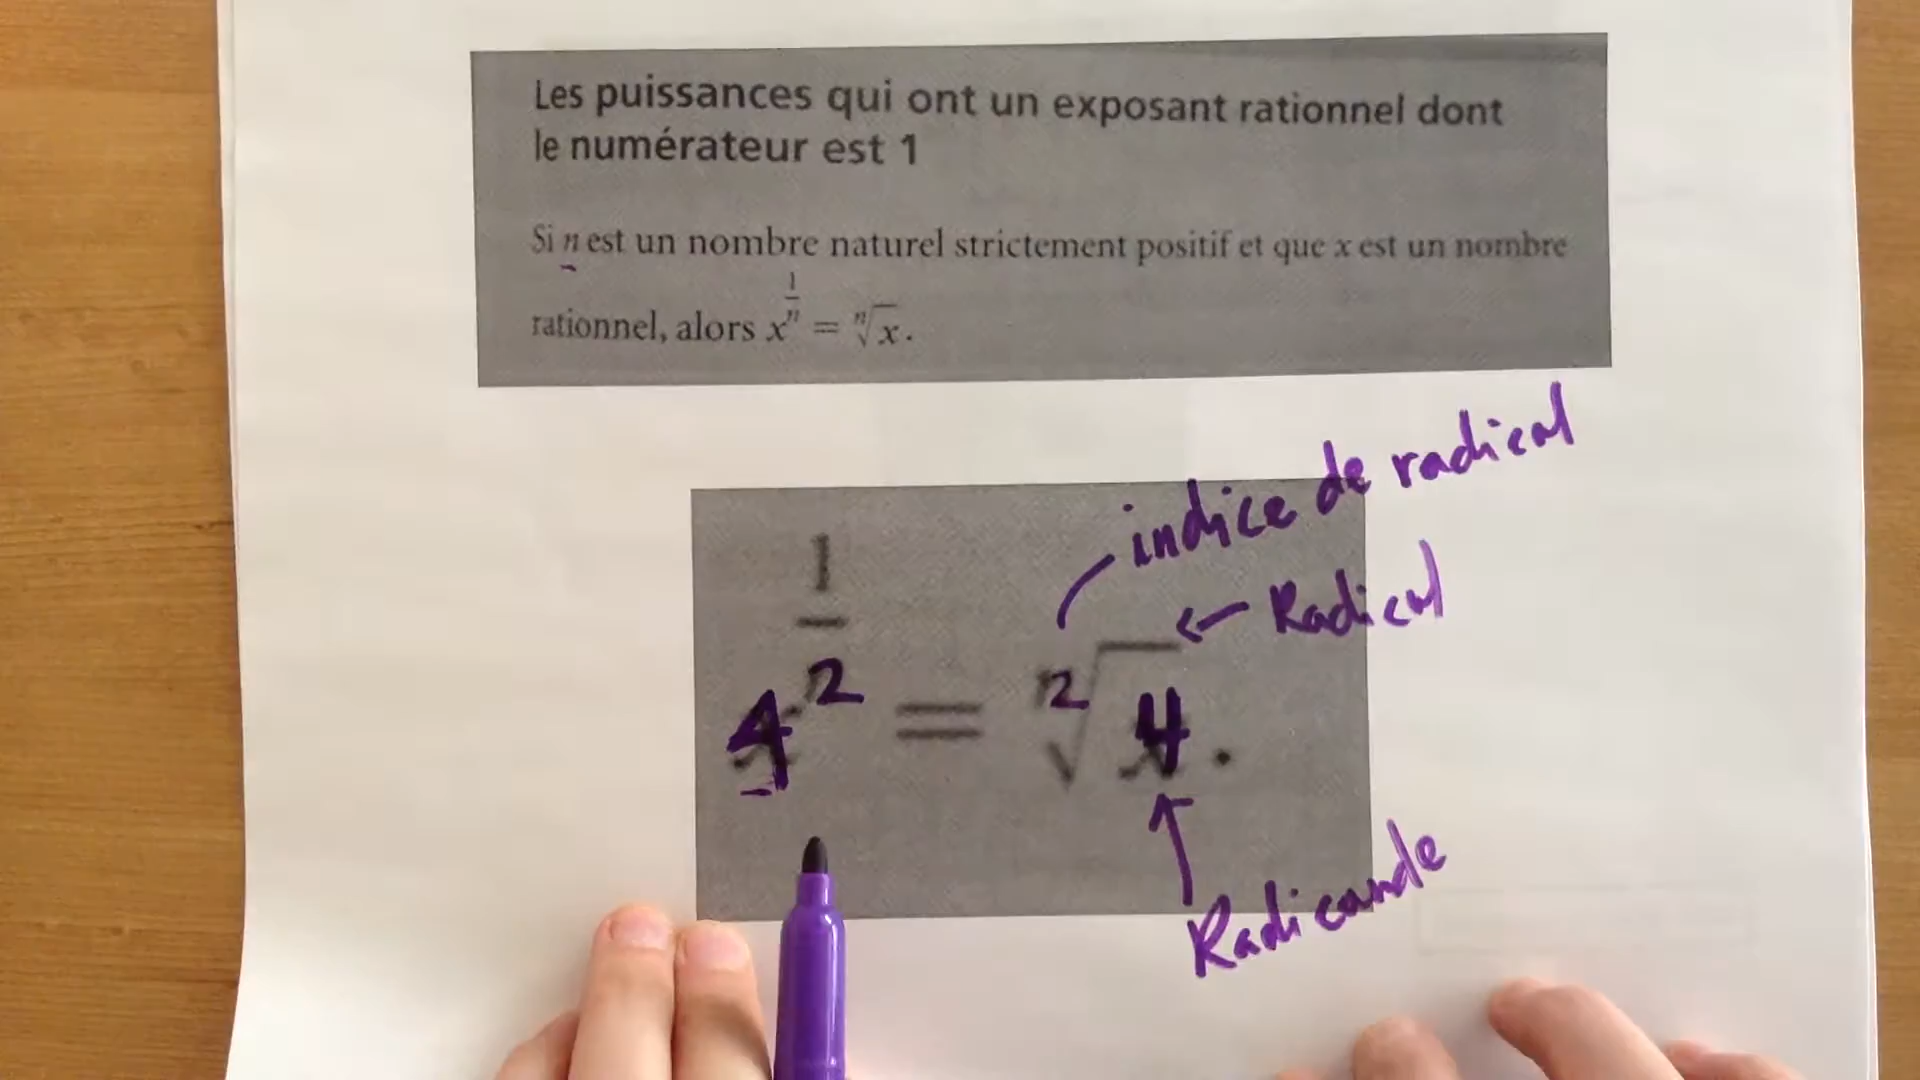 Les puissances qui ont un exposant rationnel dont
le numérateur est 1
Si n est un nombre naturel strictement positif et que x est un nombre
rationnel, alors x^(1/n) = ⁿ√x.
indice de radical
Radical
4^(1/2) = ²√4.
Radicande